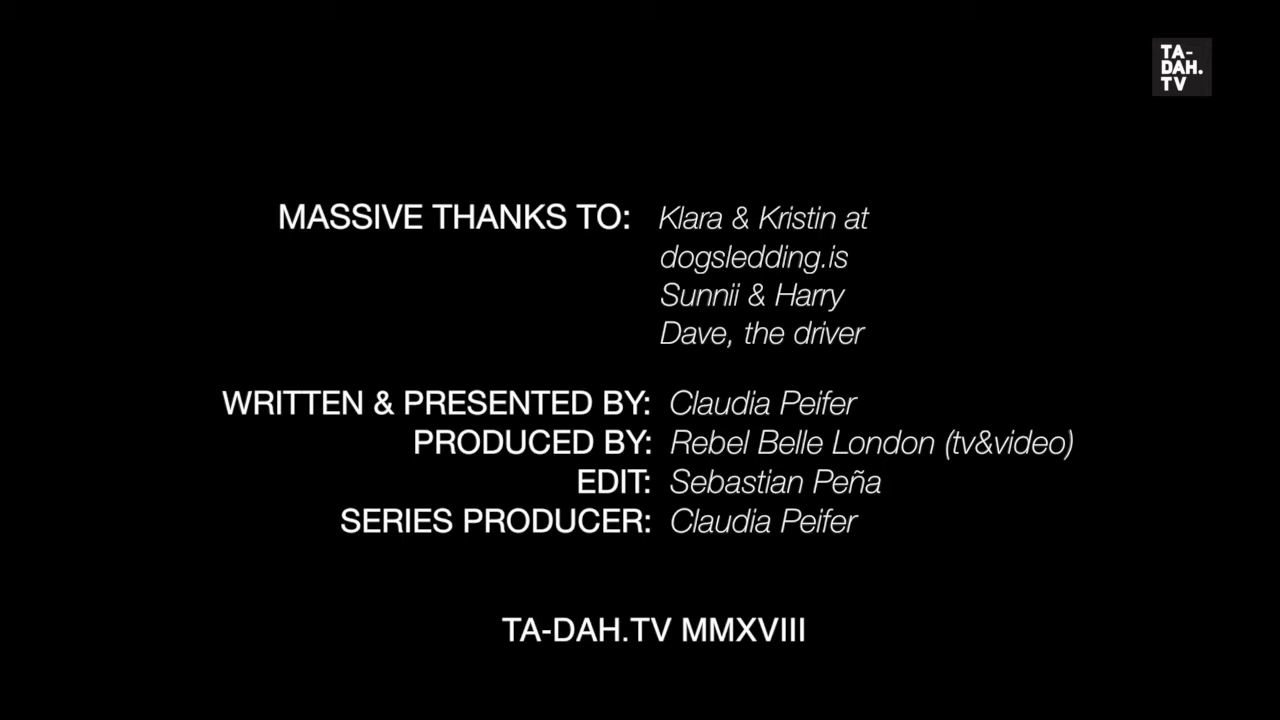 TA-
DAH.
TV
MASSIVE THANKS TO: Klara & Kristin at
dogsledding.is
Sunnii & Harry
Dave, the driver
WRITTEN & PRESENTED BY: Claudia Peifer
PRODUCED BY: Rebel Belle London (tv&video)
EDIT: Sebastian Peña
SERIES PRODUCER: Claudia Peifer
TA-DAH.TV MMXVIII